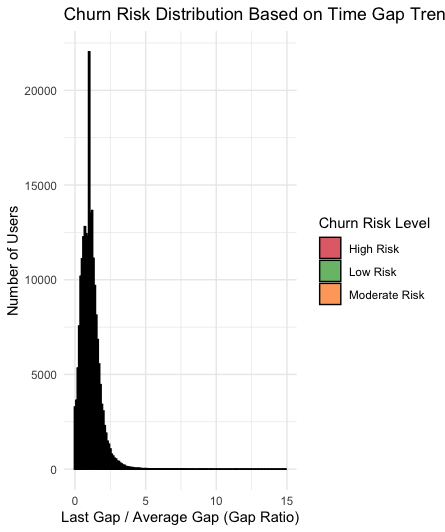 Churn Risk Distribution Based on Time Gap Tren
Number of Users
20000
15000
10000
5000
0
0 5 10 15
Last Gap / Average Gap (Gap Ratio)
Churn Risk Level
High Risk
Low Risk
Moderate Risk